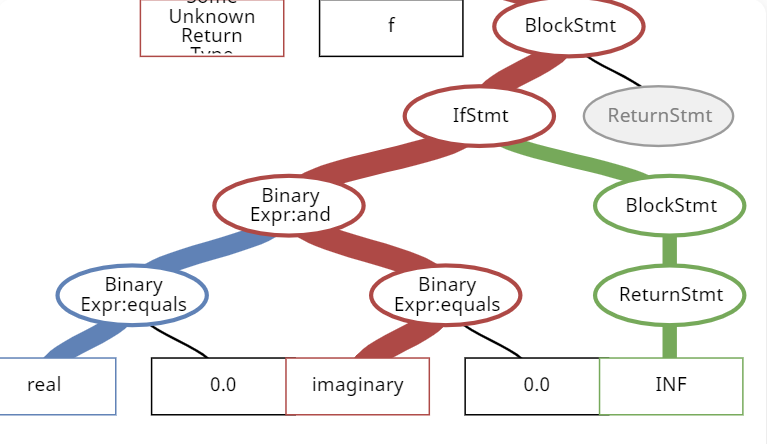 Unknown
Return
f
BlockStmt
IfStmt
ReturnStmt
Binary
Expr:and
BlockStmt
Binary
Expr:equals
Binary
Expr:equals
ReturnStmt
real
0.0
imaginary
0.0
INF